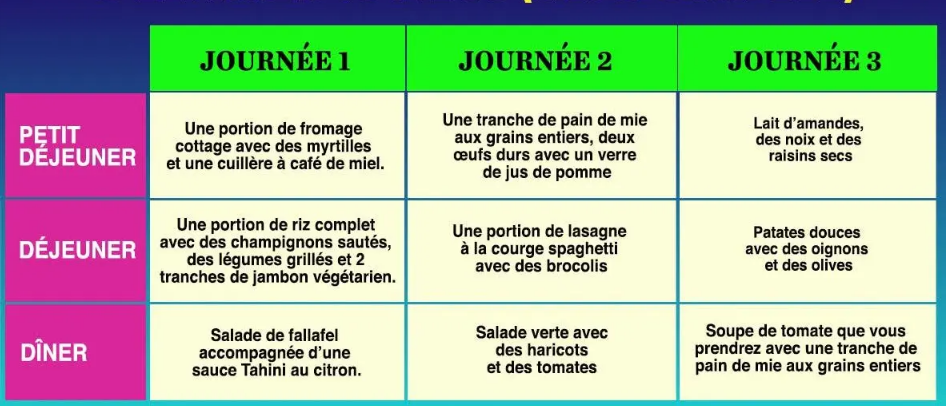 JOURNÉE 1
JOURNÉE 2
JOURNÉE 3
PETIT
DÉJEUNER
Une portion de fromage
cottage avec des myrtilles
et une cuillère à café de miel.
Une tranche de pain de mie
aux grains entiers, deux
œufs durs avec un verre
de jus de pomme
Lait d'amandes,
des noix et des
raisins secs
DÉJEUNER
Une portion de riz complet
avec des champignons sautés,
des légumes grillés et 2
tranches de jambon végétarien.
Une portion de lasagne
à la courge spaghetti
avec des brocolis
Patates douces
avec des oignons
et des olives
DÎNER
Salade de fallafel
accompagnée d'une
sauce Tahini au citron.
Salade verte avec
des haricots
et des tomates
Soupe de tomate que vous
prendrez avec une tranche de
pain de mie aux grains entiers